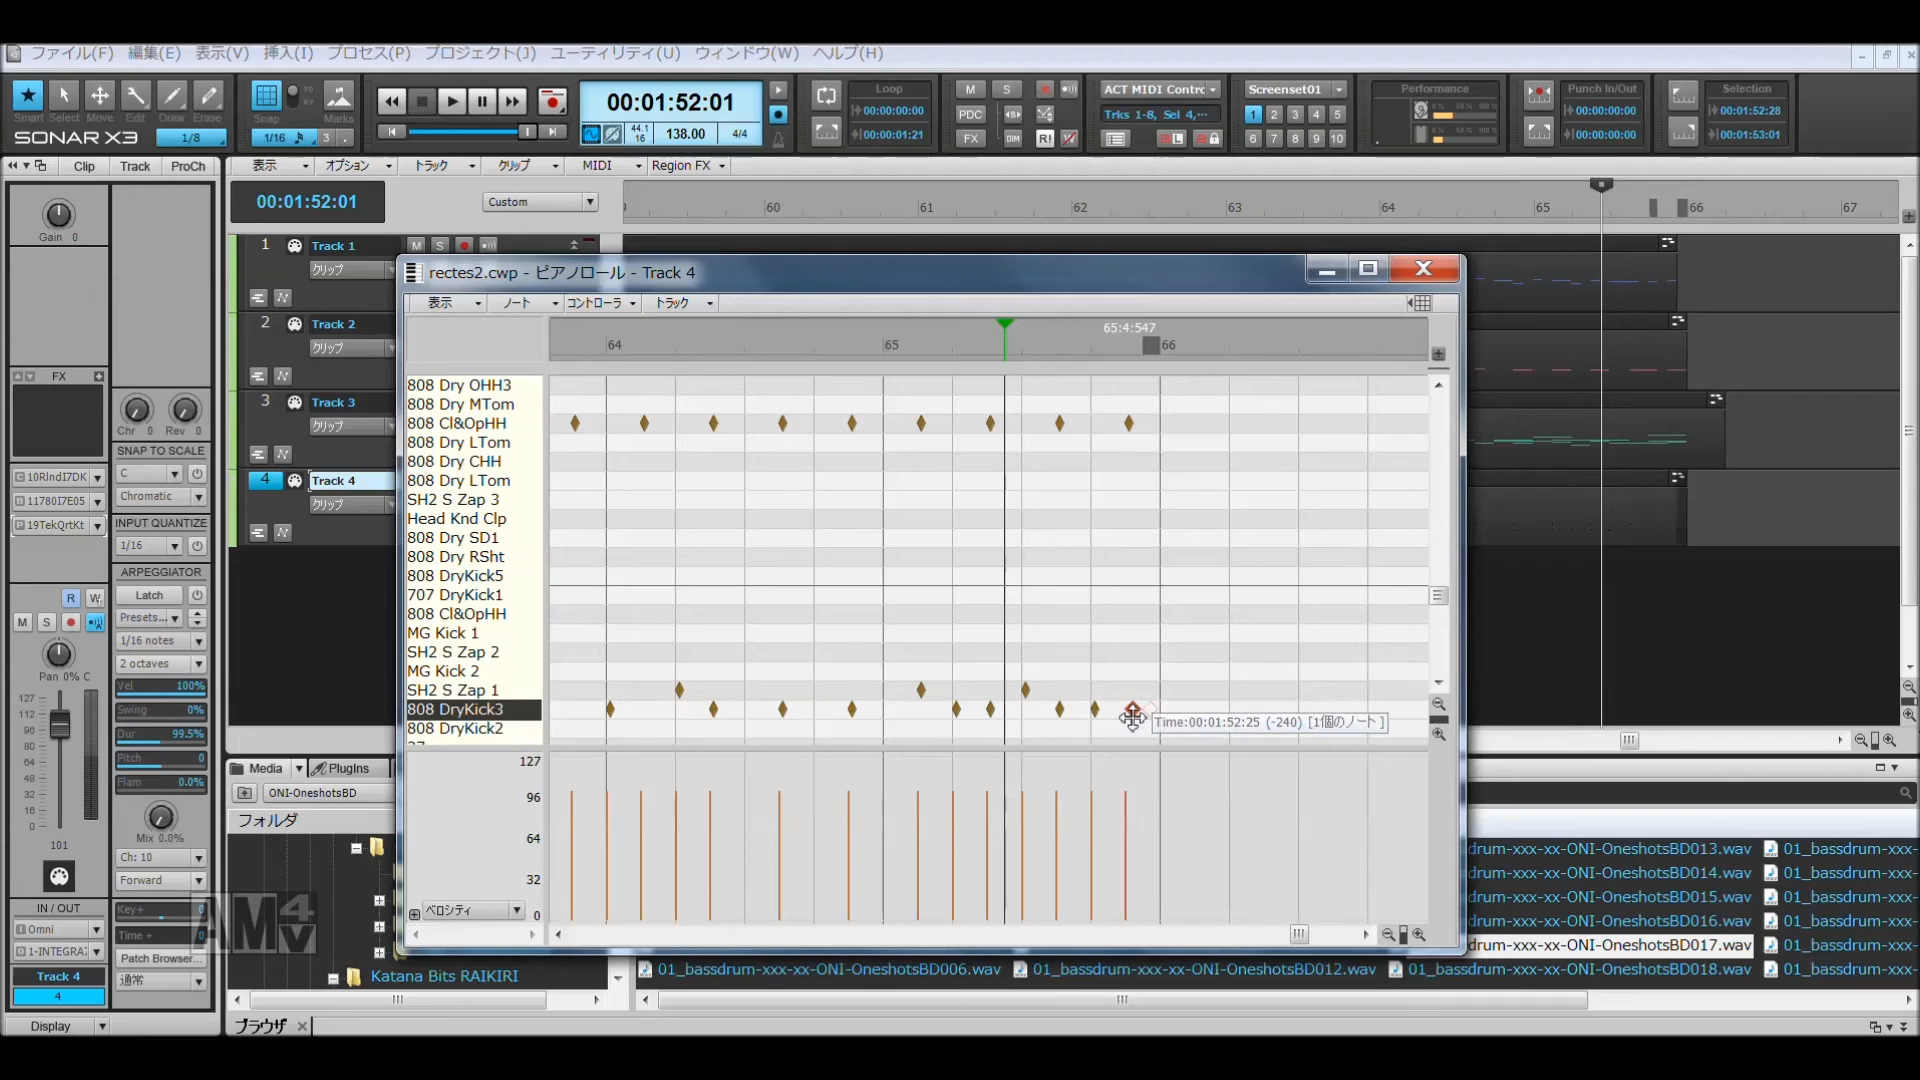 ファイル(F) 編集(E) 表示(V) 挿入(I) プロセス(P) プロジェクト(J) ユーティリティ(U) ウィンドウ(W) ヘルプ(H)
Smart Select Move Edit Draw Erase
Snap
TO
BY
Marks
SONAR X3
1/8
1/16
3
00:01:52:01
44.1
16
138.00
4/4
Loop
00:00:00:00
00:00:01:21
M S
PDC
FX DIM R!
ACT MIDI Contrc
Trks 1-8, Sel 4,...
Screenset01
1 2 3 4 5
6 7 8 9 10
Performance
Punch In/Out
00:00:00:00
00:00:00:00
Selection
00:01:52:28
00:01:53:01
Clip Track ProCh
表示 オプション トラック クリップ MIDI Region FX
00:01:52:01
Custom
60 61 62 63 64 65 66 67
Gain 0
1 Track 1 M S
クリップ
2 Track 2
クリップ
3 Track 3
クリップ
4 Track 4
クリップ
FX
Chr 0 Rev 0
SNAP TO SCALE
C
Chromatic
10RIndI7DK
11780I7E05
19TekQrtKt
INPUT QUANTIZE
1/16
ARPEGGIATOR
Latch
Presets...
1/16 notes
2 octaves
Vel 100%
Swing 0%
Dur 99.5%
Pitch 0
Flam 0.0%
Mix 0.0%
Ch: 10
Forward
Key+ 0
Time + 0
Patch Browser...
通常
R W
M S
Pan 0% C
127
112
96
80
64
48
32
16
0
101
IN / OUT
Omni
1-INTEGRA
Track 4
4
Display
rectes2.cwp - ピアノロール - Track 4
表示 ノート コントローラ トラック
65:4:547
64 65 66
808 Dry OHH3
808 Dry MTom
808 Cl&OpHH
808 Dry LTom
808 Dry CHH
808 Dry LTom
SH2 S Zap 3
Head Knd Clp
808 Dry SD1
808 Dry RSht
808 DryKick5
707 DryKick1
808 Cl&OpHH
MG Kick 1
SH2 S Zap 2
MG Kick 2
SH2 S Zap 1
808 DryKick3
808 DryKick2
Time:00:01:52:25 (-240) [1個のノート ]
127
96
64
32
0
ベロシティ
Media PlugIns
ONI-OneshotsBD
フォルダ
Katana Bits RAIKIRI
ブラウザ
drum-xxx-xx-ONI-OneshotsBD013.wav 01_bassdrum-xxx-
drum-xxx-xx-ONI-OneshotsBD014.wav 01_bassdrum-xxx-
drum-xxx-xx-ONI-OneshotsBD015.wav 01_bassdrum-xxx-
drum-xxx-xx-ONI-OneshotsBD016.wav 01_bassdrum-xxx-
drum-xxx-xx-ONI-OneshotsBD017.wav 01_bassdrum-xxx-
01_bassdrum-xxx-xx-ONI-OneshotsBD006.wav 01_bassdrum-xxx-xx-ONI-OneshotsBD012.wav 01_bassdrum-xxx-xx-ONI-OneshotsBD018.wav 01_bassdrum-xxx-
AM4V